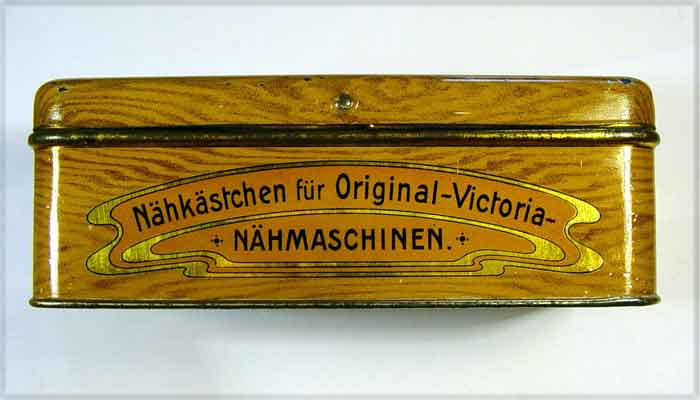 Nähkästchen für Original-Victoria-
NÄHMASCHINEN.